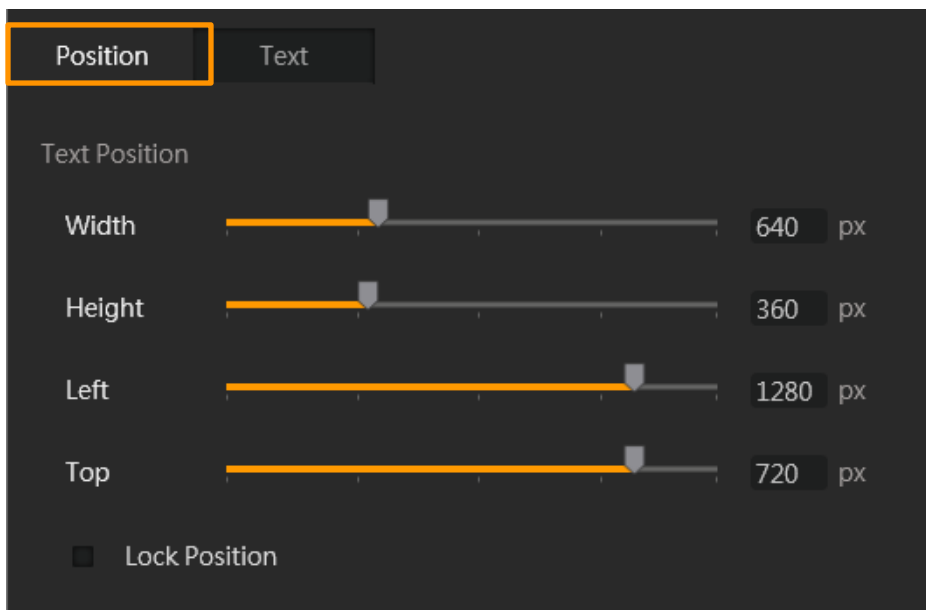 Position Text
Text Position
Width 640 px
Height 360 px
Left 1280 px
Top 720 px
Lock Position